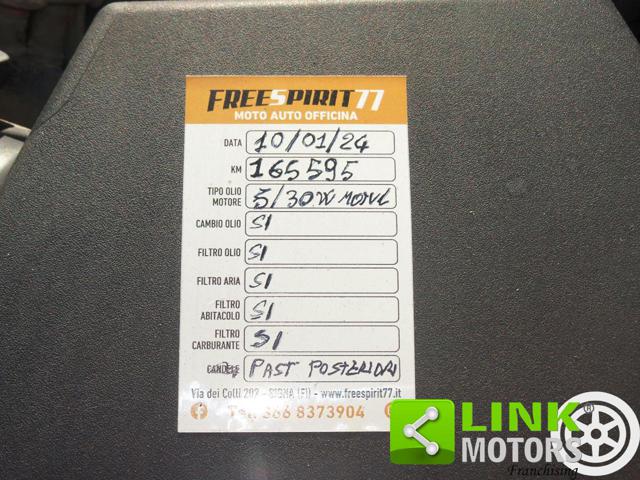 FREESPIRIT77
MOTO AUTO OFFICINA
DATA 10/01/24
KM 165595
TIPO OLIO MOTORE 5/30W
CAMBIO OLIO SI
FILTRO OLIO SI
FILTRO ARIA SI
FILTRO ABITACOLO SI
FILTRO CARBURANTE SI
CANDELE PAST POSTERIORI
Via dei Colli 202 - SIGNA (FI) - www.freespirit77.it
Tel. 366 8373904
LINK
MOTORS
Franchising